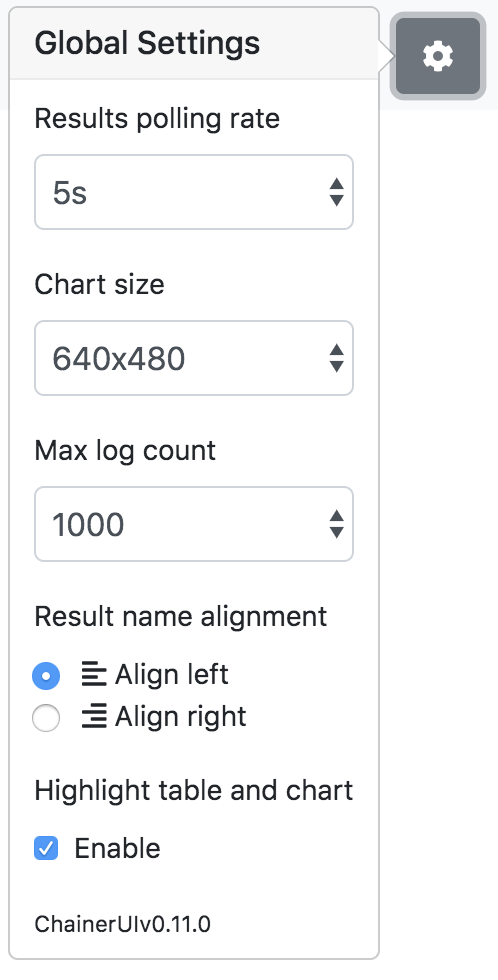 Global Settings
Results polling rate
5s
Chart size
640x480
Max log count
1000
Result name alignment
Align left
Align right
Highlight table and chart
Enable
ChainerUIv0.11.0